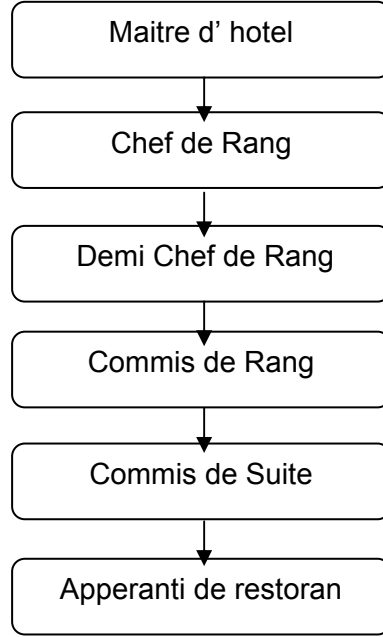 Maitre d’ hotel
Chef de Rang
Demi Chef de Rang
Commis de Rang
Commis de Suite
Apperanti de restoran